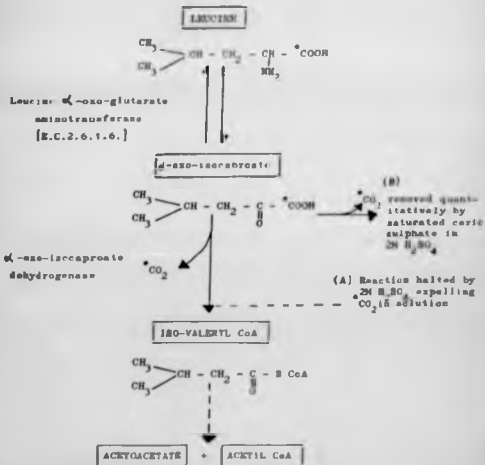 LEUCINE
CH3
CH - CH2 - CH - *COOH
CH3
NH2
Leucine α-oxo-glutarate
aminotransferase
[E.C.2.6.1.6.]
α-oxo-isocaproate
(B)
*CO2 removed quant-
itatively by
saturated ceric
sulphate in
2N H2SO4
CH3
CH - CH2 - C - *COOH
CH3
O
α-oxo-isocaproate
dehydrogenase
*CO2
(A) Reaction halted by
2N H2SO4 expelling
*CO2 in solution
ISO-VALERYL CoA
CH3
CH - CH2 - C - S CoA
CH3
O
ACETOACETATE + ACETYL CoA